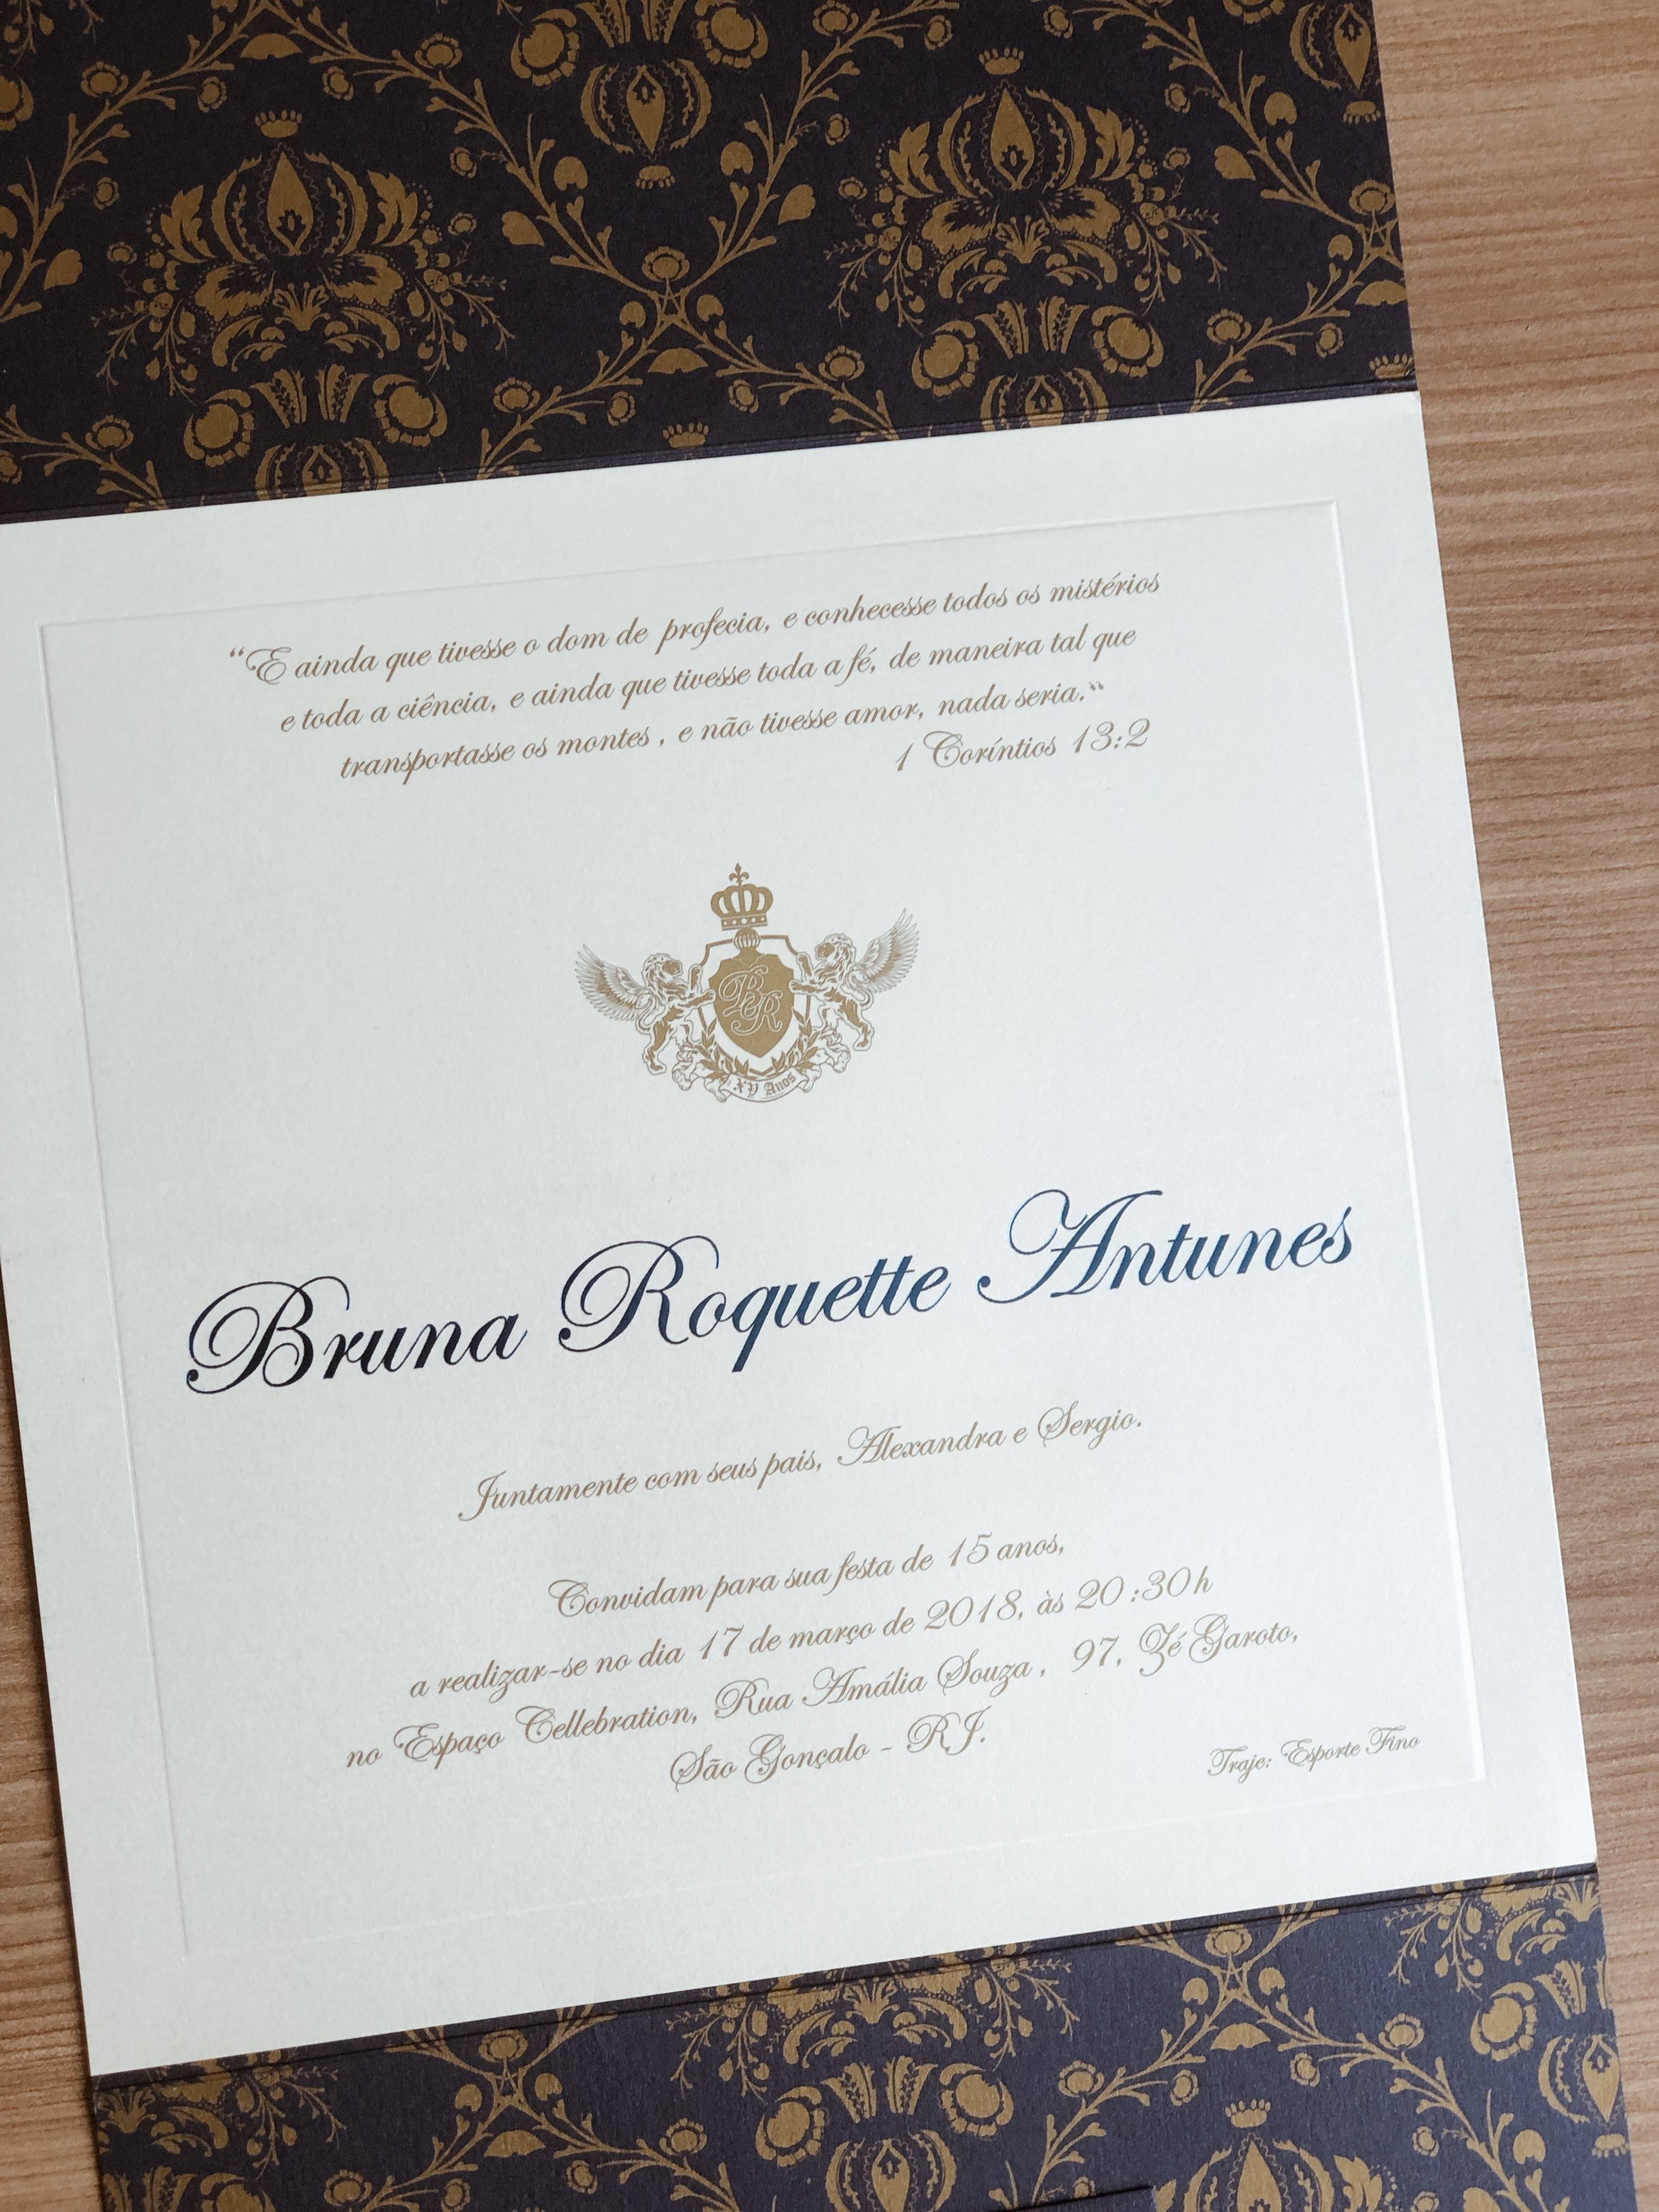 “E ainda que tivesse o dom de profecia, e conhecesse todos os mistérios
e toda a ciência, e ainda que tivesse toda a fé, de maneira tal que
transportasse os montes , e não tivesse amor, nada seria.“
1 Coríntios 13:2
BR
XV Anos
Bruna Roquette Antunes
Juntamente com seus pais, Alexandra e Sergio.
Convidam para sua festa de 15 anos,
a realizar-se no dia 17 de março de 2018, às 20:30h
no Espaço Cellebration, Rua Amália Souza , 97, Zé Garoto,
São Gonçalo - RJ.
Traje: Esporte Fino